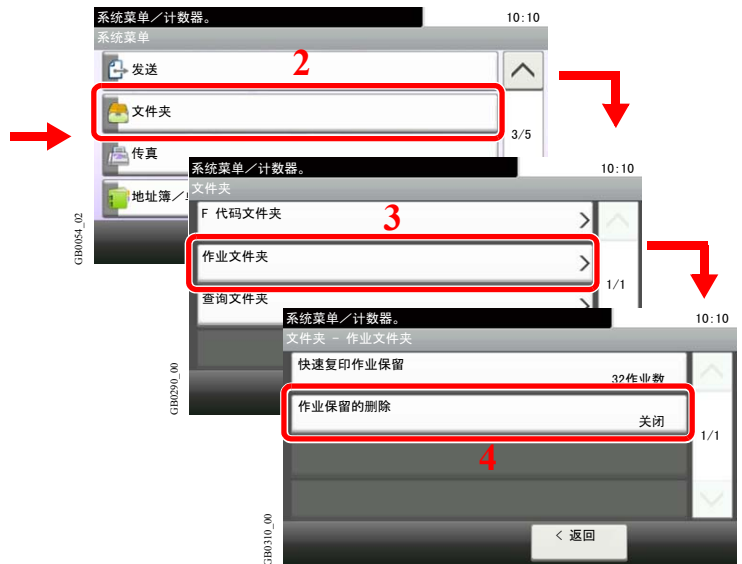 系统菜单／计数器。 10:10
系统菜单
发送
2
文件夹
3/5
传真
地址簿／
GB0054_02
系统菜单／计数器。 10:10
文件夹
F 代码文件夹
3
作业文件夹
1/1
查询文件夹
GB0290_00
系统菜单／计数器。 10:10
文件夹 - 作业文件夹
快速复印作业保留
32作业数
作业保留的删除
关闭
1/1
4
< 返回
GB0310_00